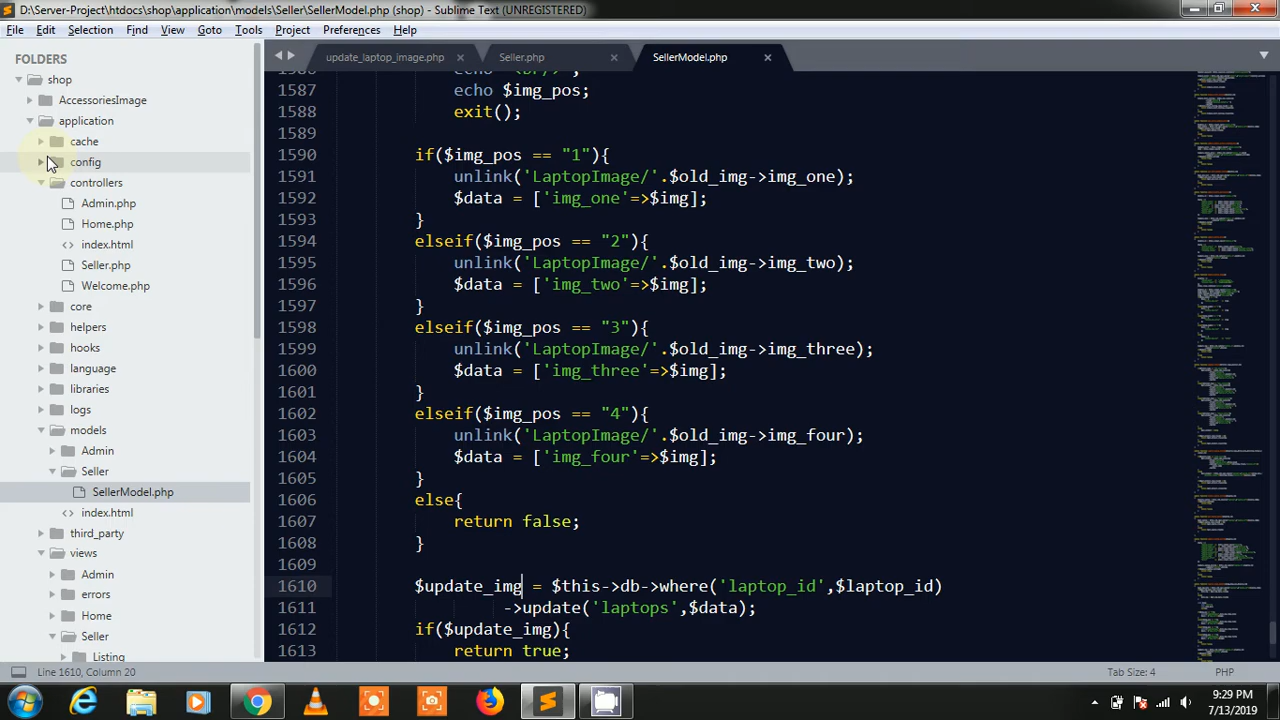 D:\Server-Project\htdocs\shop\application\models\Seller\SellerModel.php (shop) - Sublime Text (UNREGISTERED)
File Edit Selection Find View Goto Tools Project Preferences Help
FOLDERS
shop
AccessoriesImage
application
cache
config
controllers
Admin.php
Home.php
<> index.html
Seller.php
Welcome.php
core
helpers
hooks
language
libraries
logs
models
Admin
Seller
SellerModel.php
<> index.html
third_party
views
Admin
errors
Home
Seller
Listing
update_laptop_image.php
Seller.php
SellerModel.php
1587 echo $img_pos;
1588 exit();
1589
1590 if($img_pos == "1"){
1591 unlink('LaptopImage/'.$old_img->img_one);
1592 $data = ['img_one'=>$img];
1593 }
1594 elseif($img_pos == "2"){
1595 unlink('LaptopImage/'.$old_img->img_two);
1596 $data = ['img_two'=>$img];
1597 }
1598 elseif($img_pos == "3"){
1599 unlink('LaptopImage/'.$old_img->img_three);
1600 $data = ['img_three'=>$img];
1601 }
1602 elseif($img_pos == "4"){
1603 unlink('LaptopImage/'.$old_img->img_four);
1604 $data = ['img_four'=>$img];
1605 }
1606 else{
1607 return false;
1608 }
1609
1610 $update_img = $this->db->where('laptop_id',$laptop_id)
1611 ->update('laptops',$data);
1612 if($update_img){
1613 return true;
Line 1610, Column 20
Tab Size: 4
PHP
9:29 PM
7/13/2019